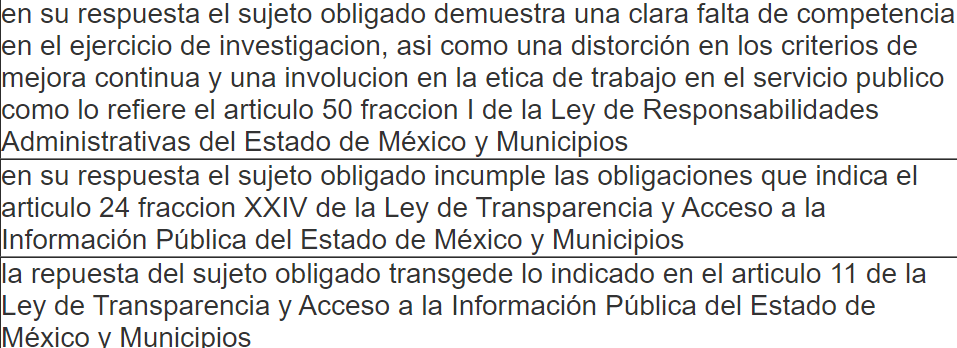 en su respuesta el sujeto obligado demuestra una clara falta de competencia
en el ejercicio de investigacion, asi como una distorción en los criterios de
mejora continua y una involucion en la etica de trabajo en el servicio publico
como lo refiere el articulo 50 fraccion I de la Ley de Responsabilidades
Administrativas del Estado de México y Municipios
en su respuesta el sujeto obligado incumple las obligaciones que indica el
articulo 24 fraccion XXIV de la Ley de Transparencia y Acceso a la
Información Pública del Estado de México y Municipios
la repuesta del sujeto obligado transgede lo indicado en el articulo 11 de la
Ley de Transparencia y Acceso a la Información Pública del Estado de
México y Municipios